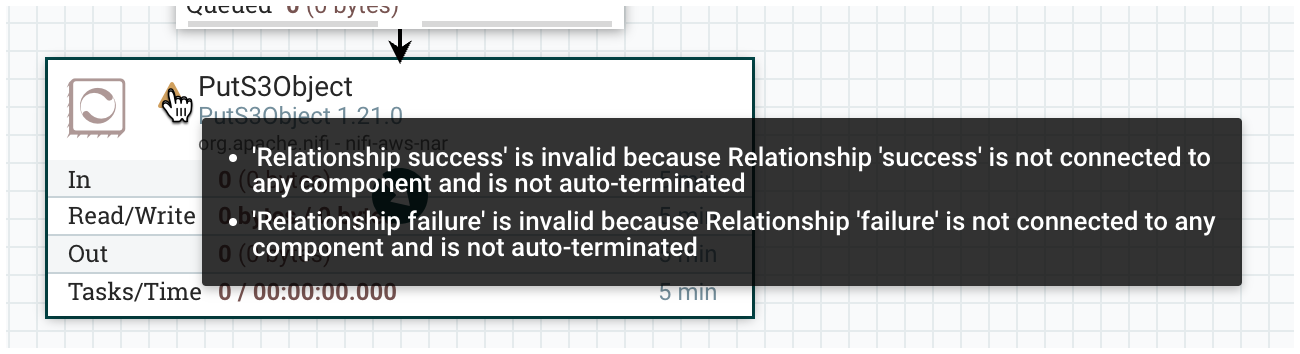 Queued 0 (0 bytes)
PutS3Object
PutS3Object 1.21.0
org.apache.nifi - nifi-aws-nar
• 'Relationship success' is invalid because Relationship 'success' is not connected to
any component and is not auto-terminated
• 'Relationship failure' is invalid because Relationship 'failure' is not connected to any
component and is not auto-terminated
In 0 (0 bytes) 5 min
Read/Write 0 bytes / 0 bytes 5 min
Out 0 (0 bytes) 5 min
Tasks/Time 0 / 00:00:00.000 5 min